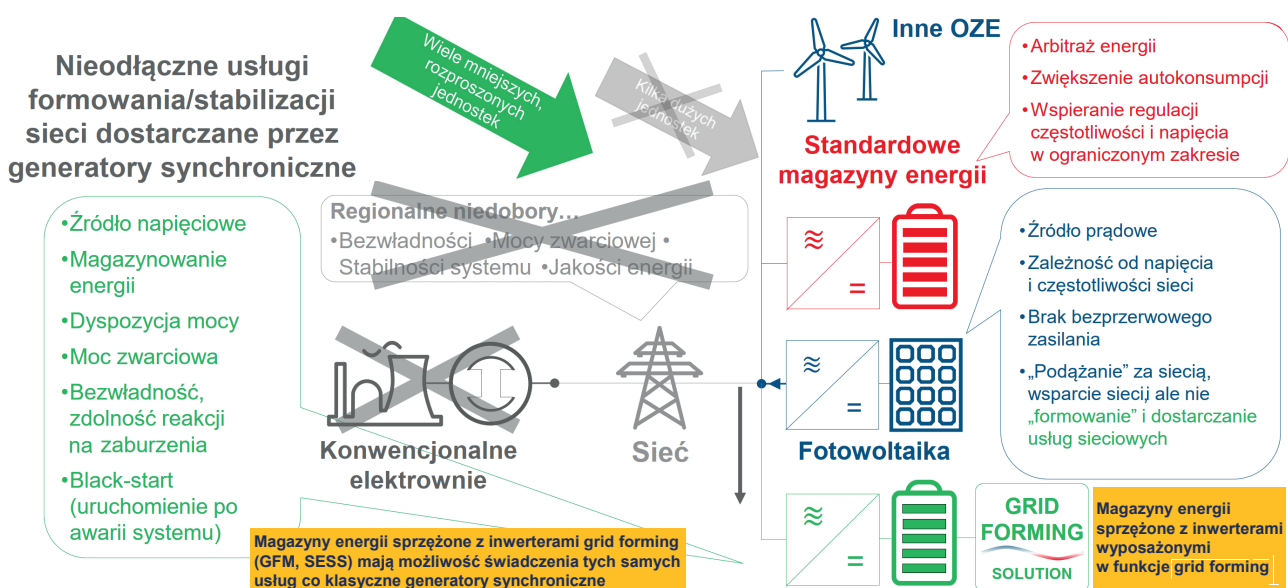 Nieodłączne usługi
formowania/stabilizacji
sieci dostarczane przez
generatory synchroniczne
•Źródło napięciowe
•Magazynowanie
energii
•Dyspozycja mocy
•Moc zwarciowa
•Bezwładność,
zdolność reakcji
na zaburzenia
•Black-start
(uruchomienie po
awarii systemu)
Wiele mniejszych,
rozproszonych
jednostek
Kilka dużych
jednostek
Regionalne niedobory…
•Bezwładności •Mocy zwarciowej •
Stabilności systemu •Jakości energii
Konwencjonalne
elektrownie
Sieć
Inne OZE
Standardowe
magazyny energii
≋
=
•Arbitraż energii
•Zwiększenie autokonsumpcji
•Wspieranie regulacji
częstotliwości i napięcia
w ograniczonym zakresie
≋
=
Fotowoltaika
•Źródło prądowe
•Zależność od napięcia
i częstotliwości sieci
•Brak bezprzerwowego
zasilania
•„Podążanie” za siecią,
wsparcie sieci, ale nie
„formowanie” i dostarczanie
usług sieciowych
≋
=
GRID
FORMING
SOLUTION
Magazyny energii
sprzężone z inwerterami
wyposażonymi
w funkcje grid forming
Magazyny energii sprzężone z inwerterami grid forming
(GFM, SESS) mają możliwość świadczenia tych samych
usług co klasyczne generatory synchroniczne